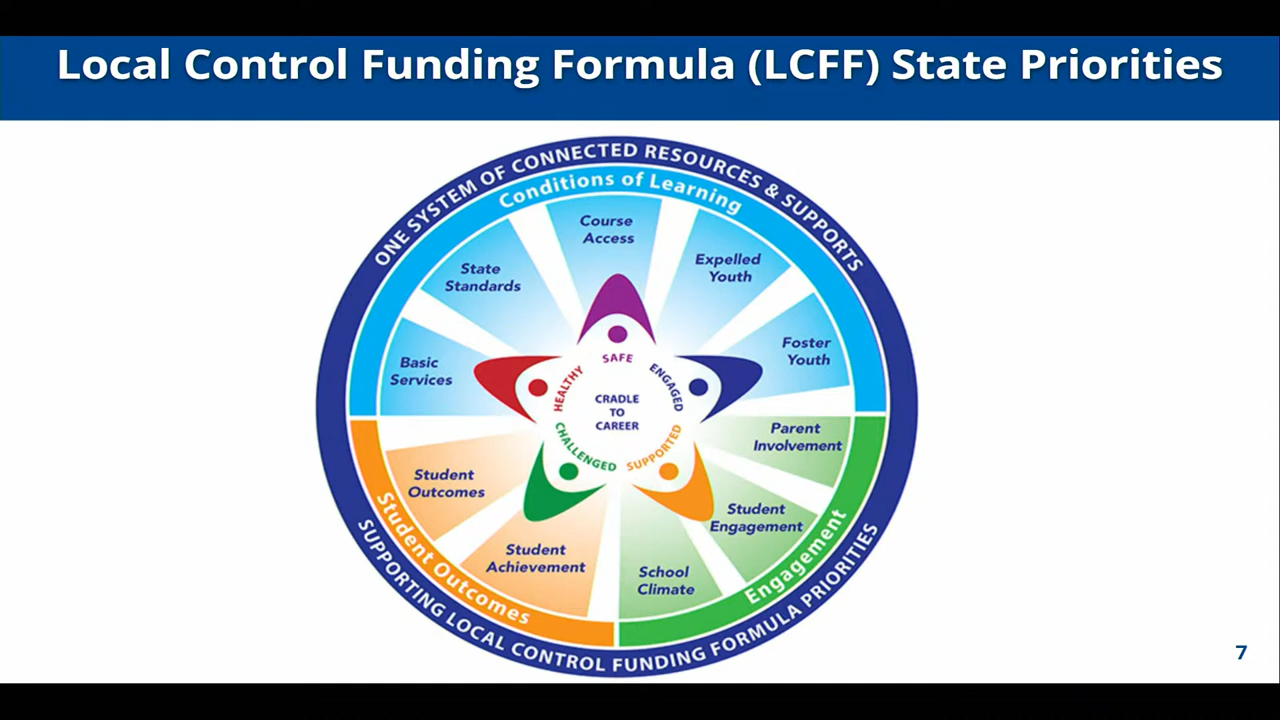 Local Control Funding Formula (LCFF) State Priorities
ONE SYSTEM OF CONNECTED RESOURCES & SUPPORTS
Conditions of Learning
Basic
Services
State
Standards
Course
Access
Expelled
Youth
Foster
Youth
Parent
Involvement
Student
Engagement
School
Climate
Engagement
Student
Achievement
Student
Outcomes
Student Outcomes
SAFE
ENGAGED
SUPPORTED
CHALLENGED
HEALTHY
CRADLE
TO
CAREER
SUPPORTING LOCAL CONTROL FUNDING FORMULA PRIORITIES
7